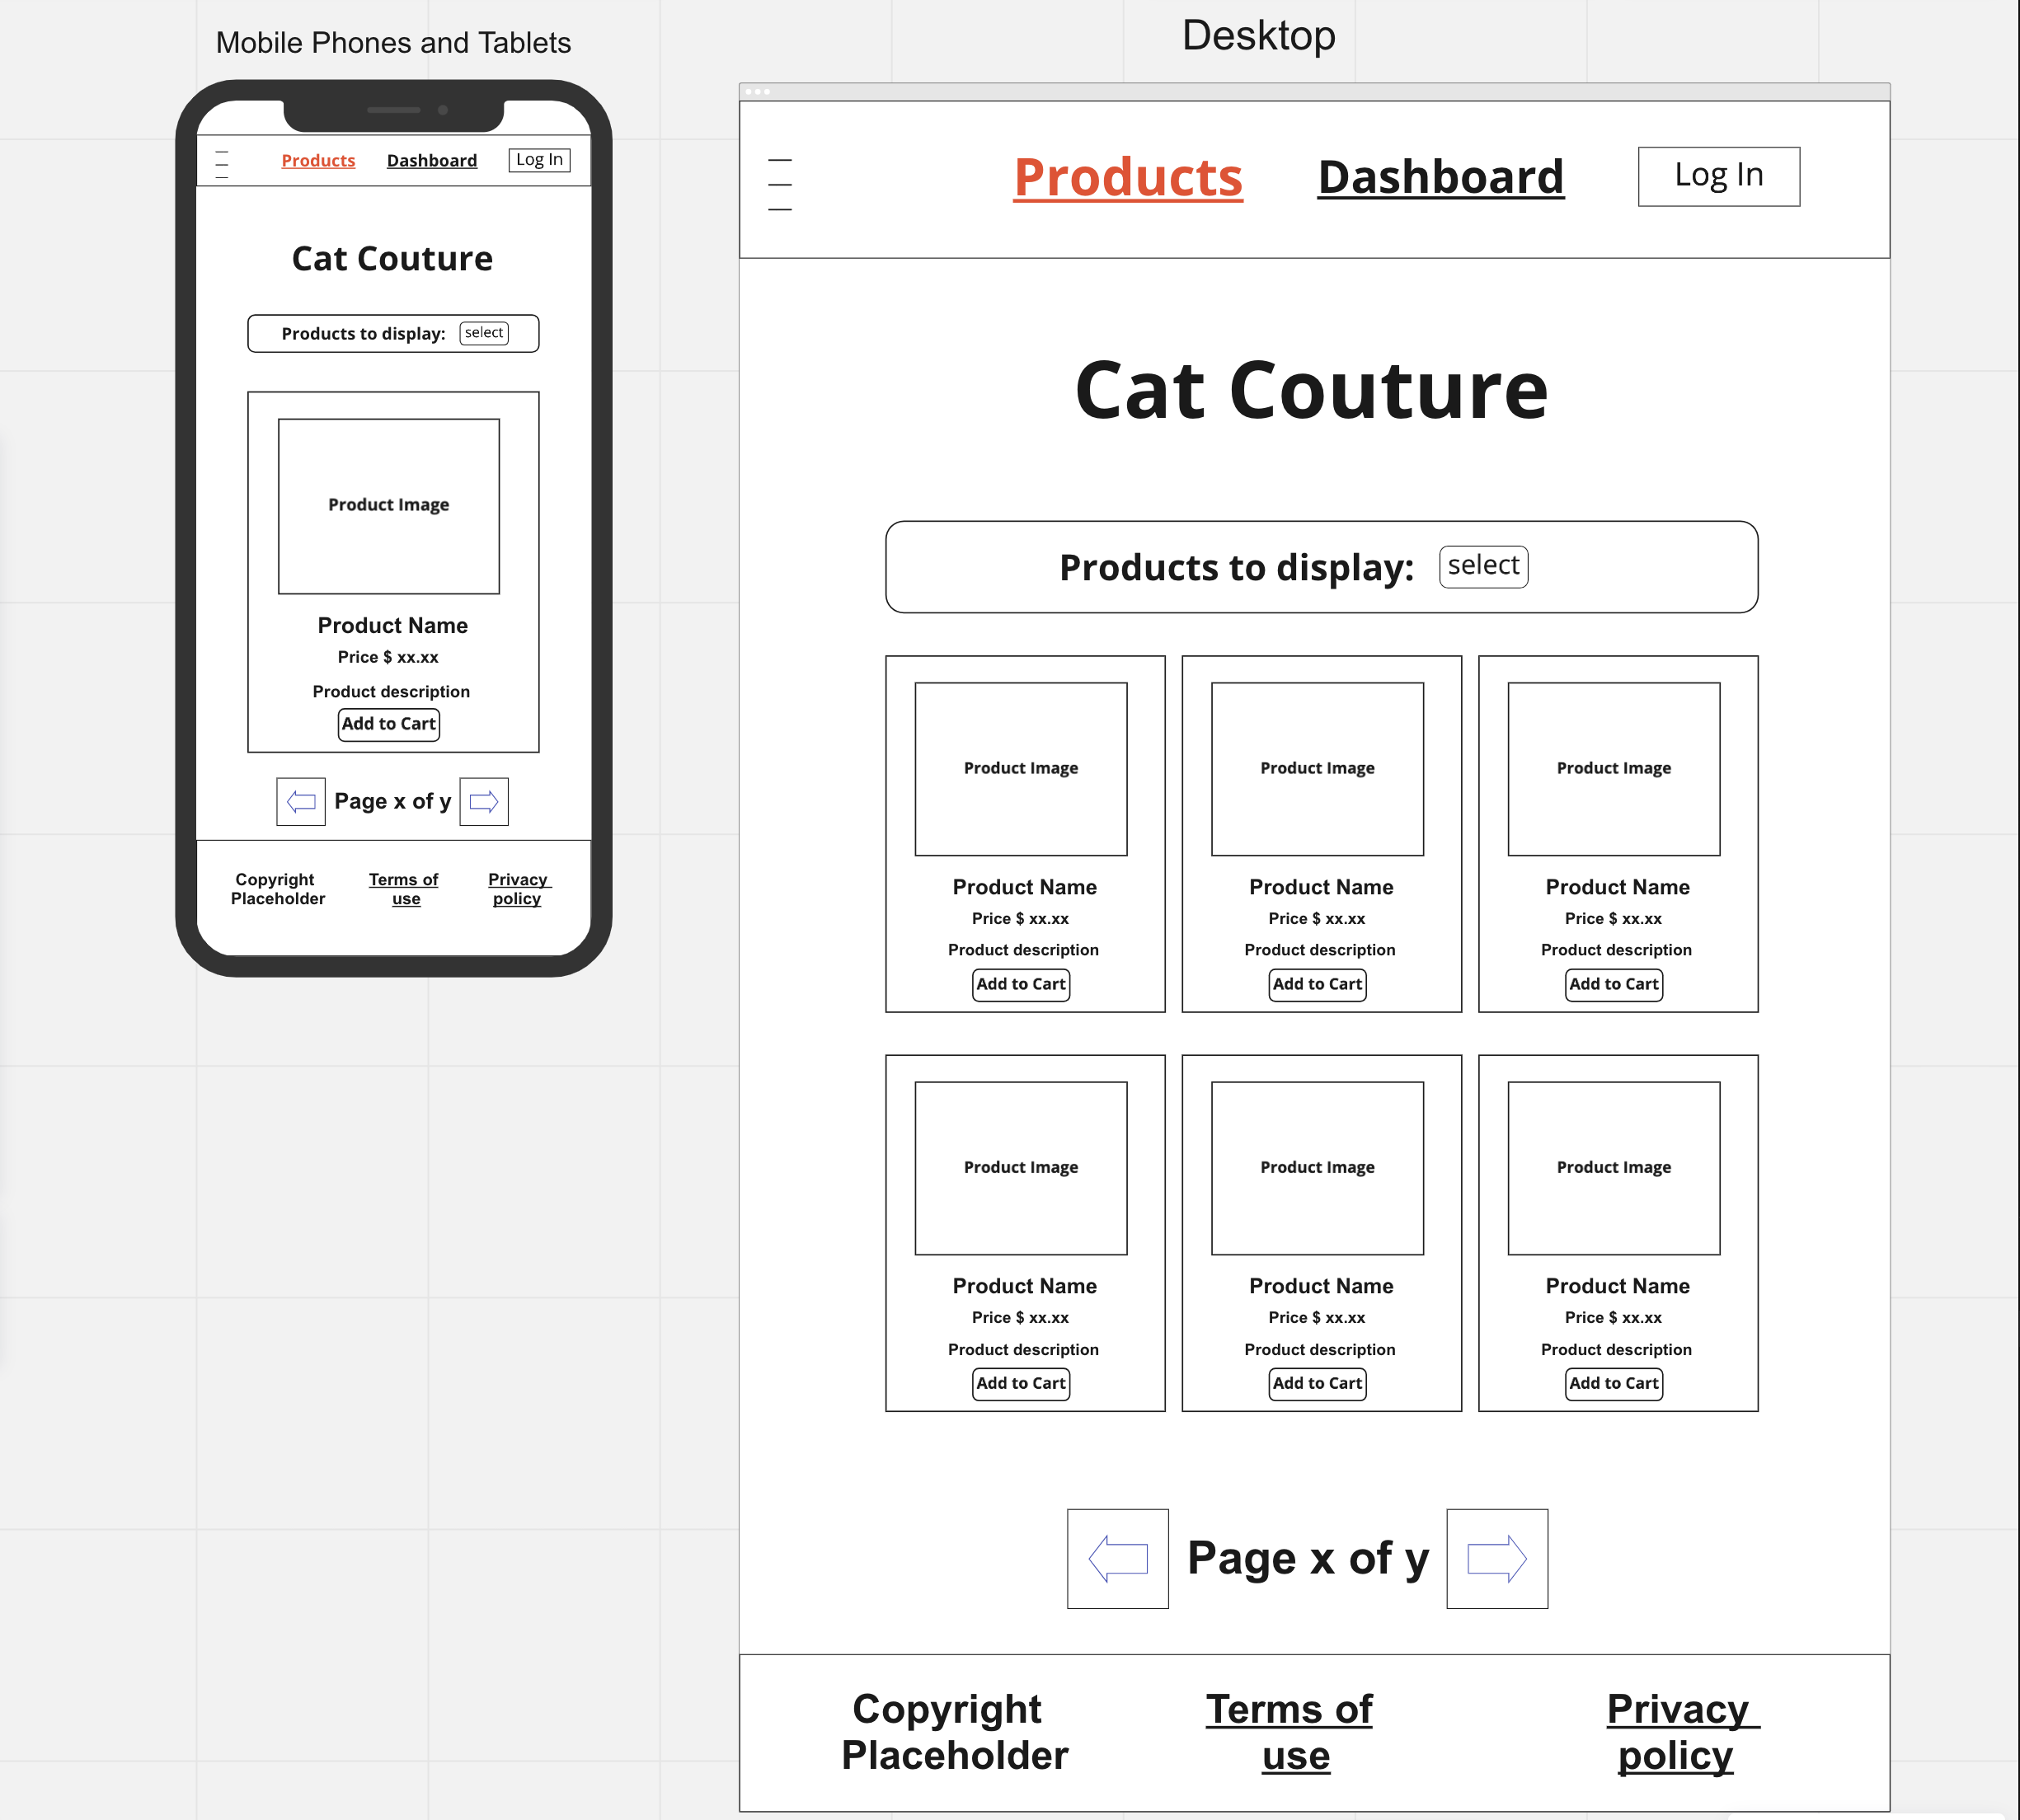 Mobile Phones and Tablets
Products Dashboard Log In
Cat Couture
Products to display: select
Product Image
Product Name
Price $ xx.xx
Product description
Add to Cart
Page x of y
Copyright Terms of Privacy
Placeholder use policy
Desktop
Products Dashboard Log In
Cat Couture
Products to display: select
Product Image Product Image Product Image
Product Name Product Name Product Name
Price $ xx.xx Price $ xx.xx Price $ xx.xx
Product description Product description Product description
Add to Cart Add to Cart Add to Cart
Product Image Product Image Product Image
Product Name Product Name Product Name
Price $ xx.xx Price $ xx.xx Price $ xx.xx
Product description Product description Product description
Add to Cart Add to Cart Add to Cart
Page x of y
Copyright Terms of Privacy
Placeholder use policy